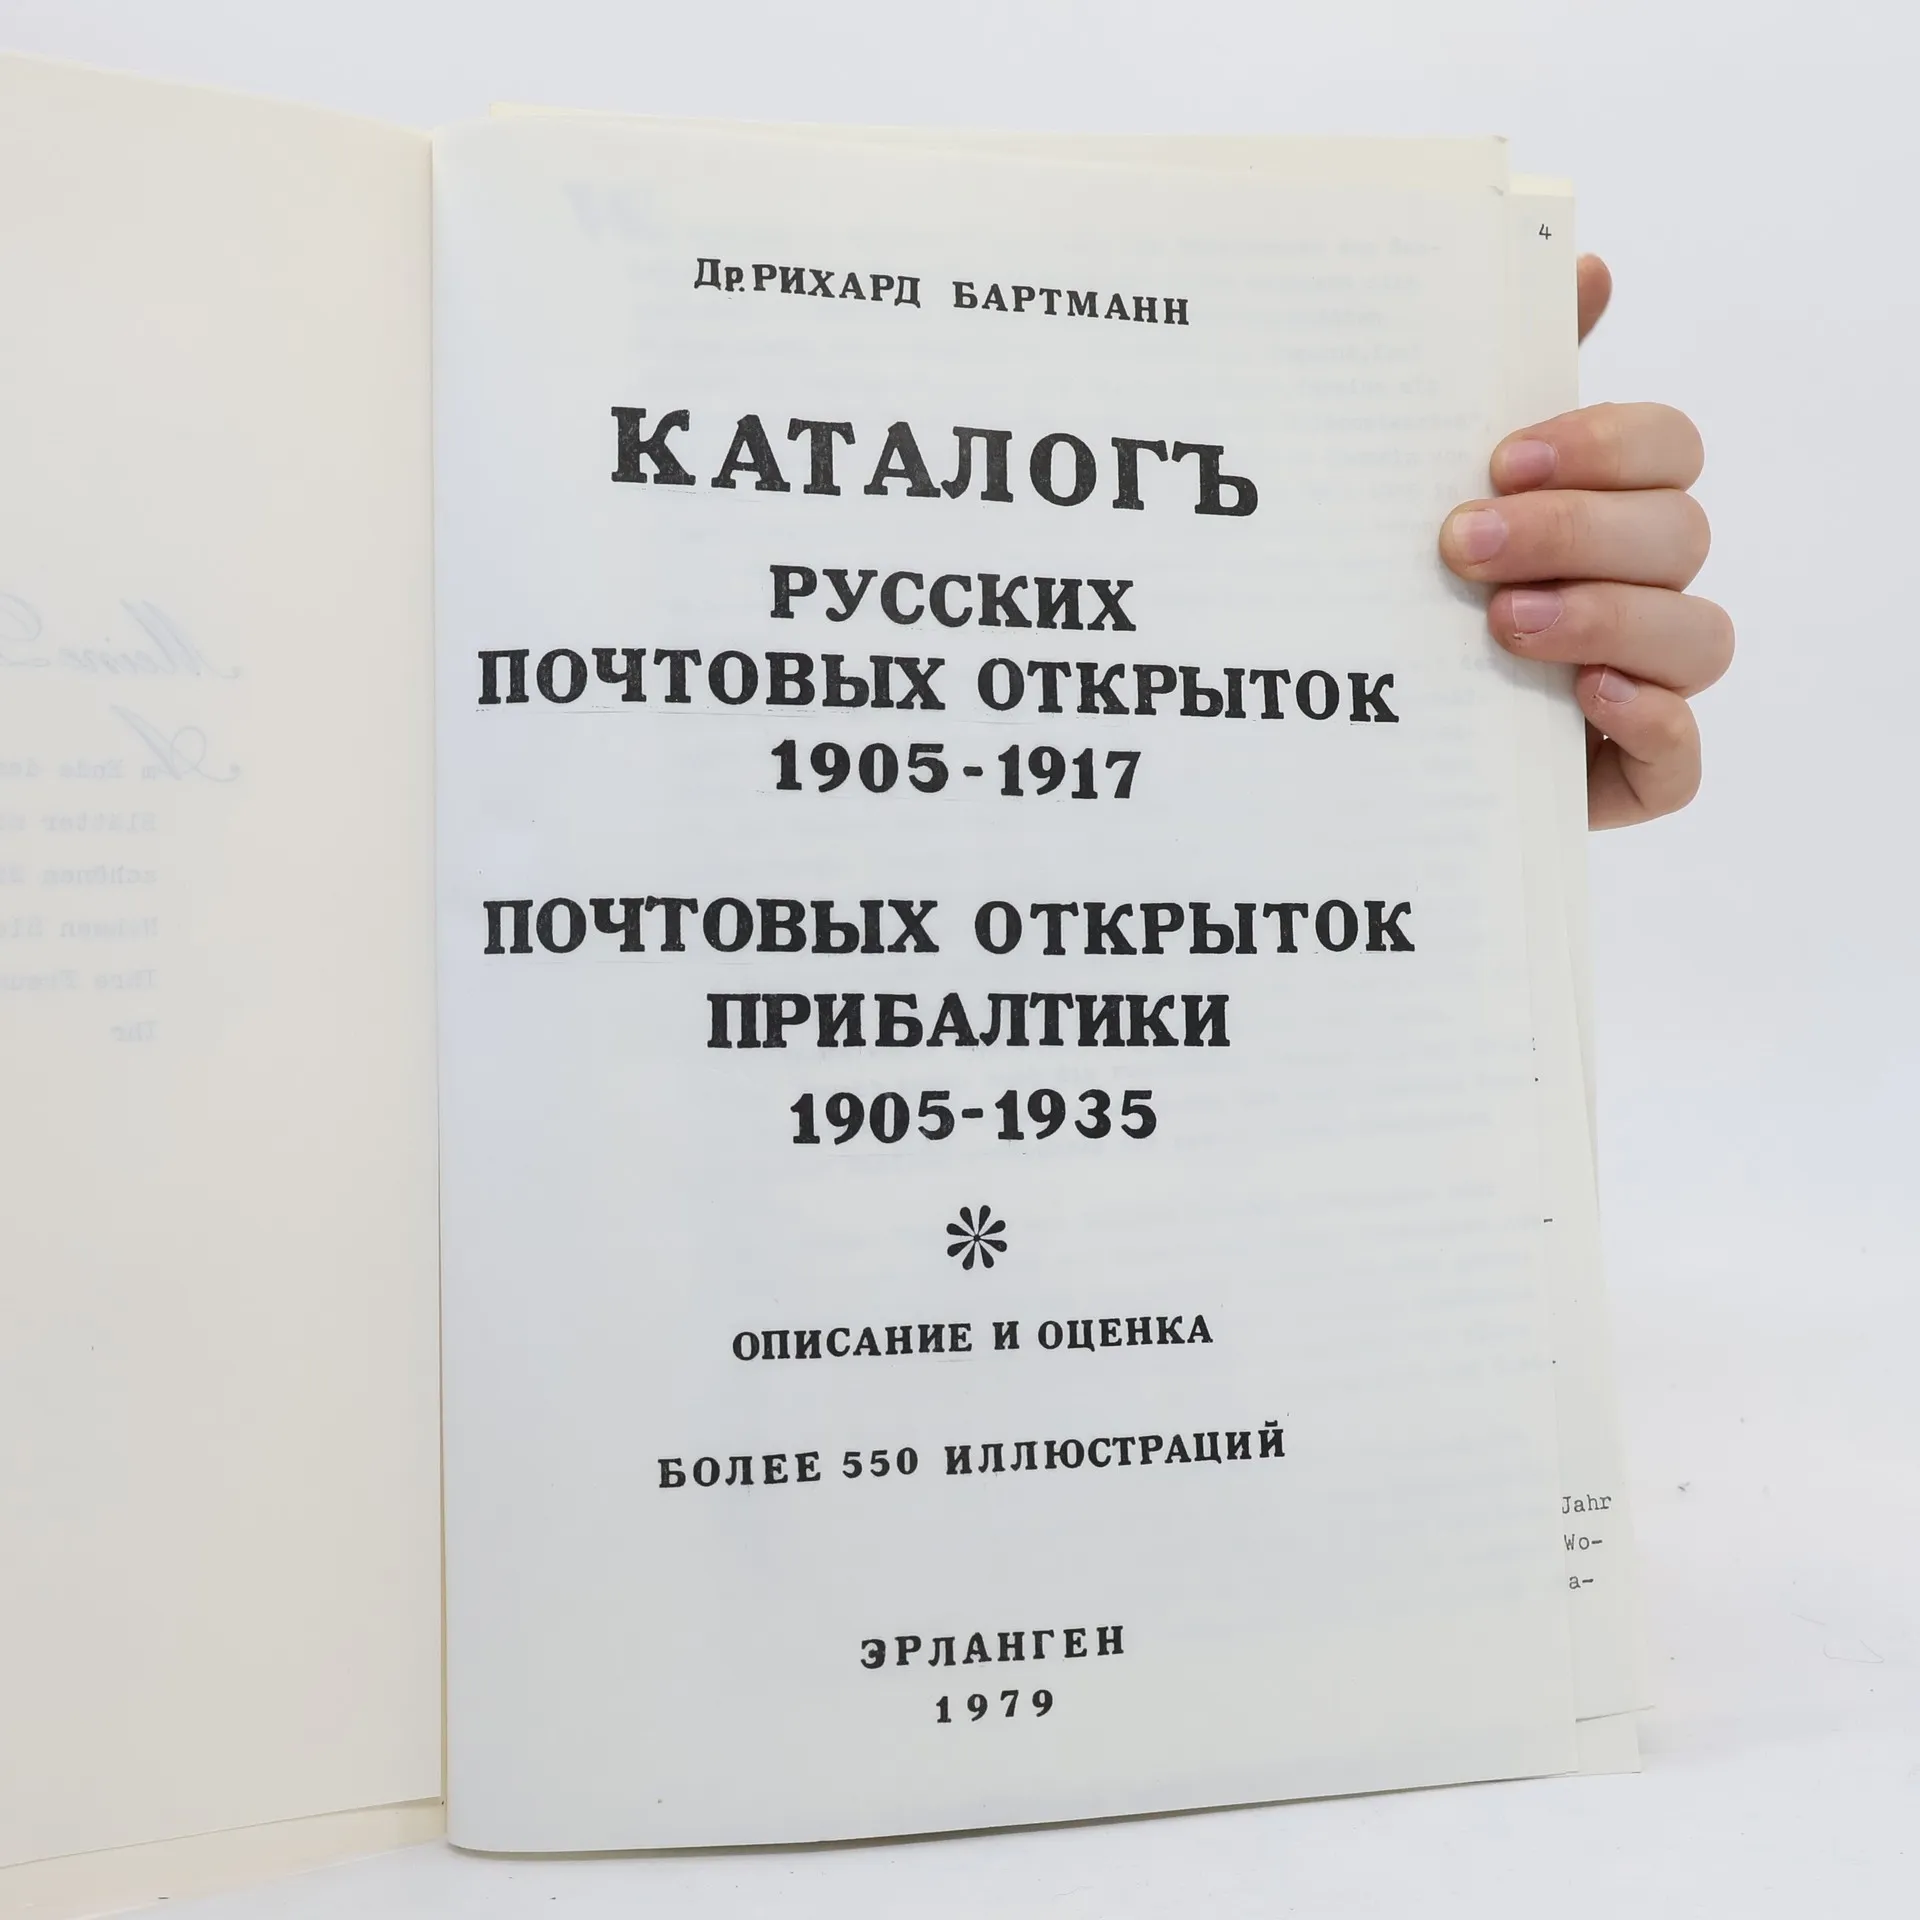 Др. РИХАРД БАРТМАНН
КАТАЛОГЪ
РУССКИХ
ПОЧТОВЫХ ОТКРЫТОК
1905-1917
ПОЧТОВЫХ ОТКРЫТОК
ПРИБАЛТИКИ
1905-1935
ОПИСАНИЕ И ОЦЕНКА
БОЛЕЕ 550 ИЛЛЮСТРАЦИЙ
ЭРЛАНГЕН
1979
4
Jahr
Wo-
a-